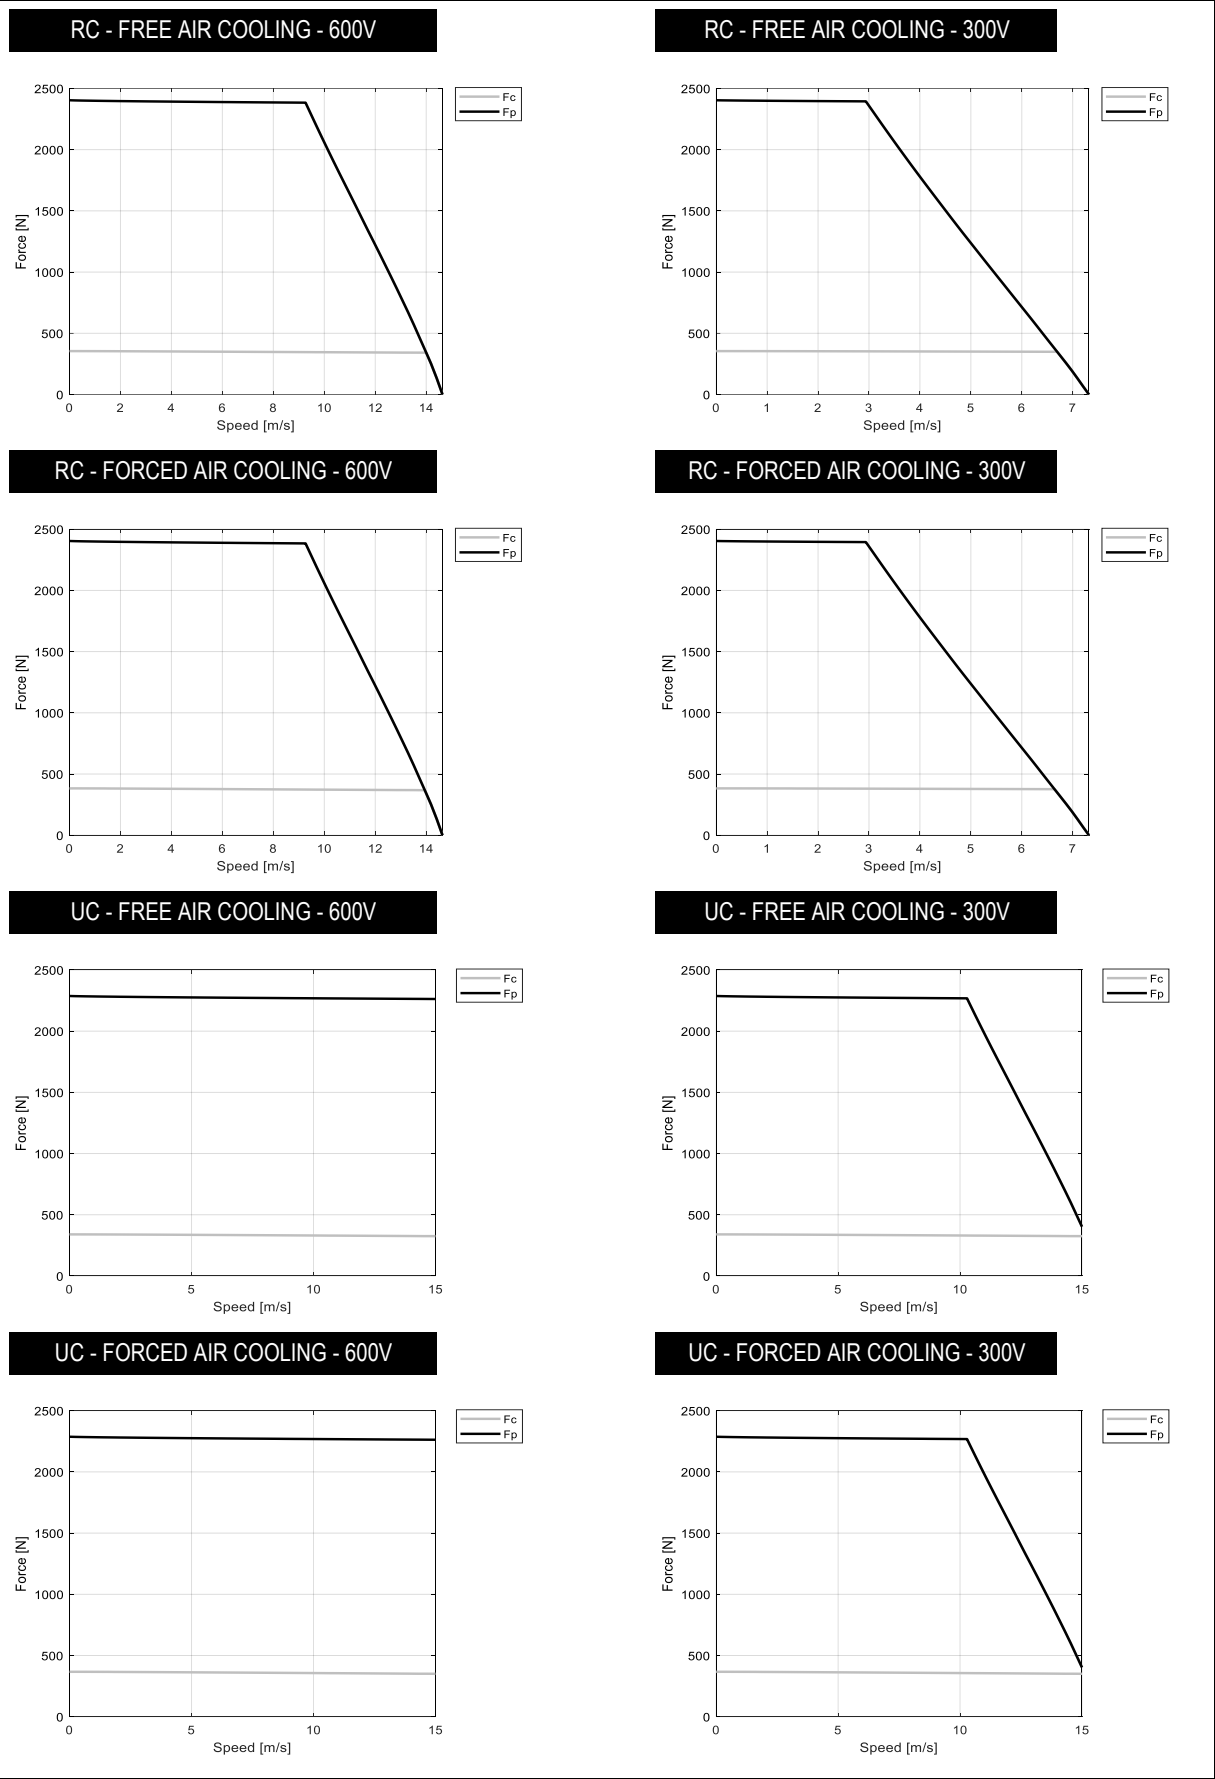 RC - FREE AIR COOLING - 600V
2500
2000
1500
1000
500
0
Force [N]
0 2 4 6 8 10 12 14
Speed [m/s]
Fc
Fp
RC - FREE AIR COOLING - 300V
2500
2000
1500
1000
500
0
Force [N]
0 1 2 3 4 5 6 7
Speed [m/s]
Fc
Fp
RC - FORCED AIR COOLING - 600V
2500
2000
1500
1000
500
0
Force [N]
0 2 4 6 8 10 12 14
Speed [m/s]
Fc
Fp
RC - FORCED AIR COOLING - 300V
2500
2000
1500
1000
500
0
Force [N]
0 1 2 3 4 5 6 7
Speed [m/s]
Fc
Fp
UC - FREE AIR COOLING - 600V
2500
2000
1500
1000
500
0
Force [N]
0 5 10 15
Speed [m/s]
Fc
Fp
UC - FREE AIR COOLING - 300V
2500
2000
1500
1000
500
0
Force [N]
0 5 10 15
Speed [m/s]
Fc
Fp
UC - FORCED AIR COOLING - 600V
2500
2000
1500
1000
500
0
Force [N]
0 5 10 15
Speed [m/s]
Fc
Fp
UC - FORCED AIR COOLING - 300V
2500
2000
1500
1000
500
0
Force [N]
0 5 10 15
Speed [m/s]
Fc
Fp